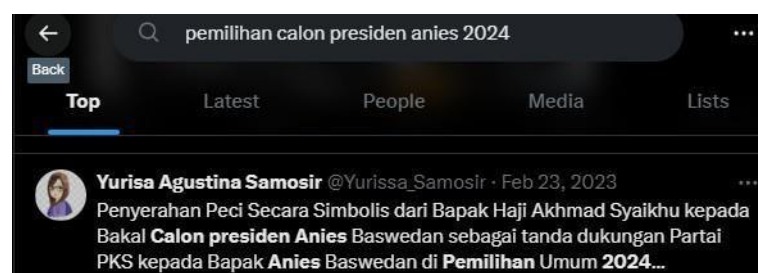 pemilihan calon presiden anies 2024
Back
Top Latest People Media Lists
Yurisa Agustina Samosir @Yurissa_Samosir · Feb 23, 2023
Penyerahan Peci Secara Simbolis dari Bapak Haji Akhmad Syaikhu kepada
Bakal Calon presiden Anies Baswedan sebagai tanda dukungan Partai
PKS kepada Bapak Anies Baswedan di Pemilihan Umum 2024...